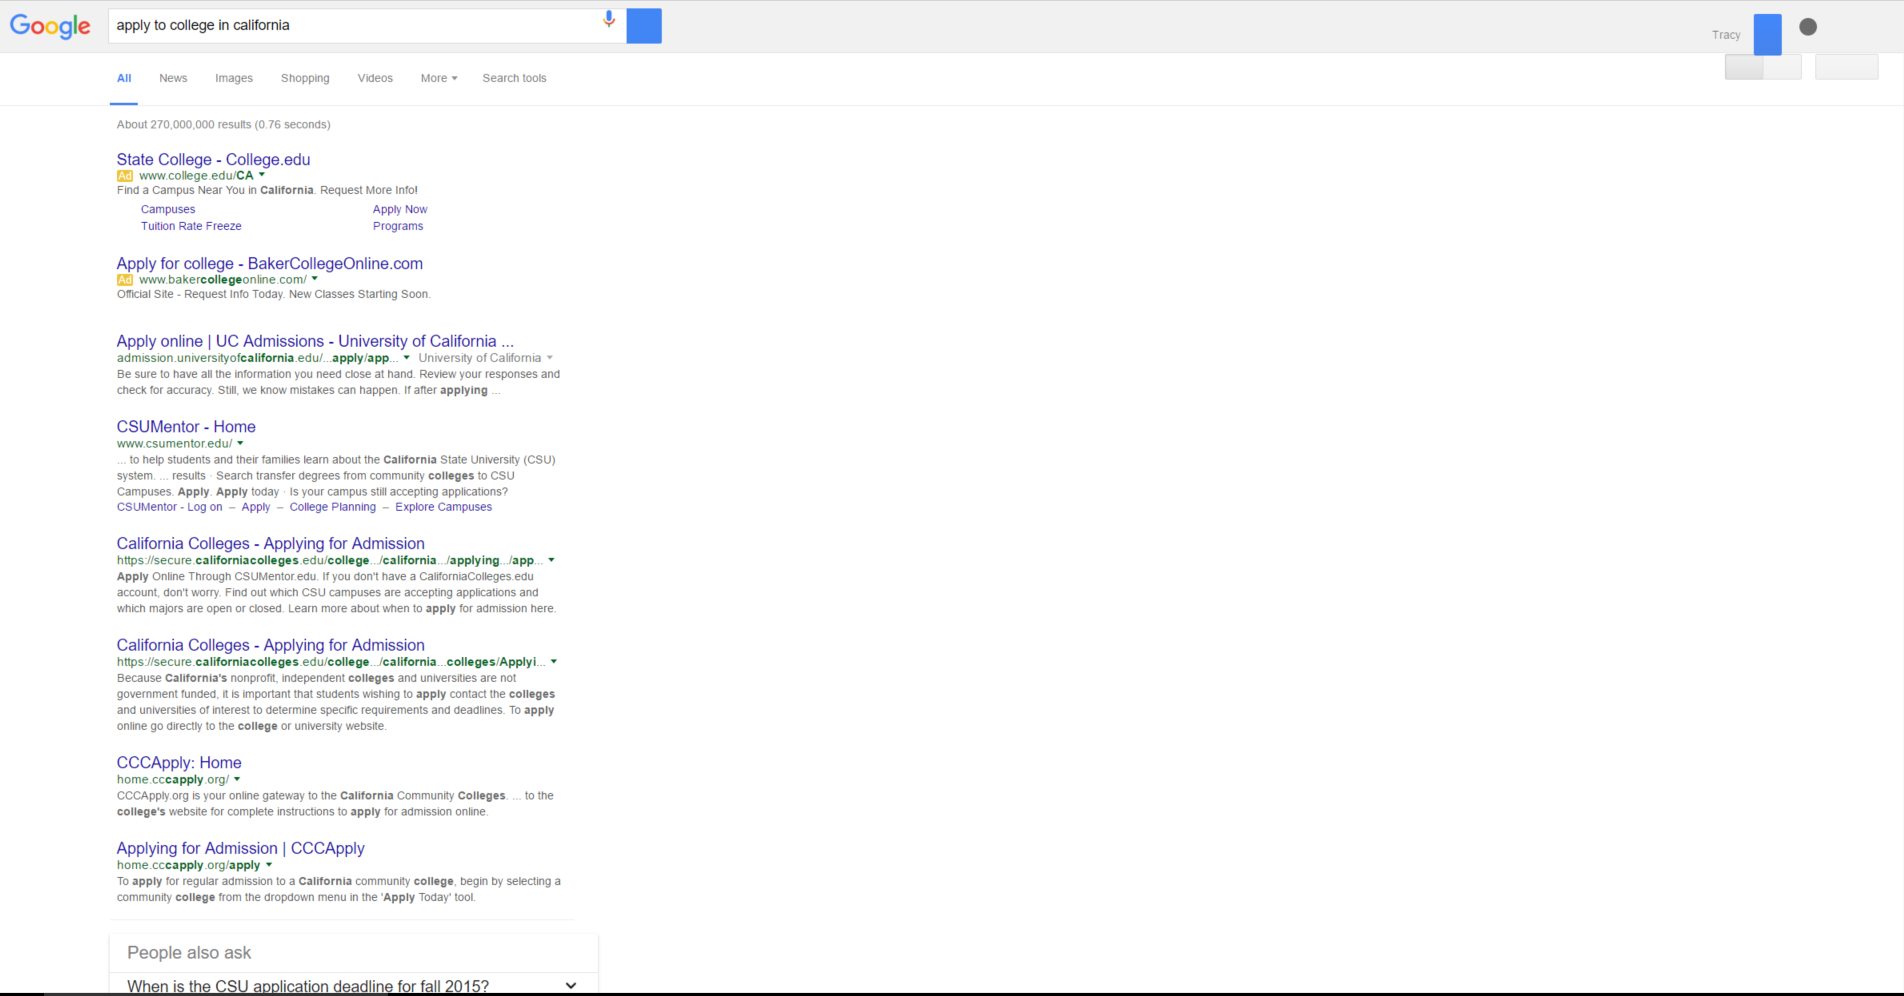 Google
apply to college in california
Tracy
All News Images Shopping Videos More Search tools
About 270,000,000 results (0.76 seconds)
State College - College.edu
Ad www.college.edu/CA
Find a Campus Near You in California. Request More Info!
Campuses Apply Now
Tuition Rate Freeze Programs
Apply for college - BakerCollegeOnline.com
Ad www.bakercollegeonline.com/
Official Site - Request Info Today. New Classes Starting Soon.
Apply online | UC Admissions - University of California ...
admission.universityofcalifornia.edu/...apply/app... University of California
Be sure to have all the information you need close at hand. Review your responses and
check for accuracy. Still, we know mistakes can happen. If after applying ...
CSUMentor - Home
www.csumentor.edu/
... to help students and their families learn about the California State University (CSU)
system. ... results · Search transfer degrees from community colleges to CSU
Campuses. Apply. Apply today · Is your campus still accepting applications?
CSUMentor - Log on – Apply – College Planning – Explore Campuses
California Colleges - Applying for Admission
https://secure.californiacolleges.edu/college.../california.../applying.../app...
Apply Online Through CSUMentor.edu. If you don't have a CaliforniaColleges.edu
account, don't worry. Find out which CSU campuses are accepting applications and
which majors are open or closed. Learn more about when to apply for admission here.
California Colleges - Applying for Admission
https://secure.californiacolleges.edu/college.../california...colleges/Applyi...
Because California's nonprofit, independent colleges and universities are not
government funded, it is important that students wishing to apply contact the colleges
and universities of interest to determine specific requirements and deadlines. To apply
online go directly to the college or university website.
CCCApply: Home
home.cccapply.org/
CCCApply.org is your online gateway to the California Community Colleges. ... to the
college's website for complete instructions to apply for admission online.
Applying for Admission | CCCApply
home.cccapply.org/apply
To apply for regular admission to a California community college, begin by selecting a
community college from the dropdown menu in the 'Apply Today' tool.
People also ask
When is the CSU application deadline for fall 2015?